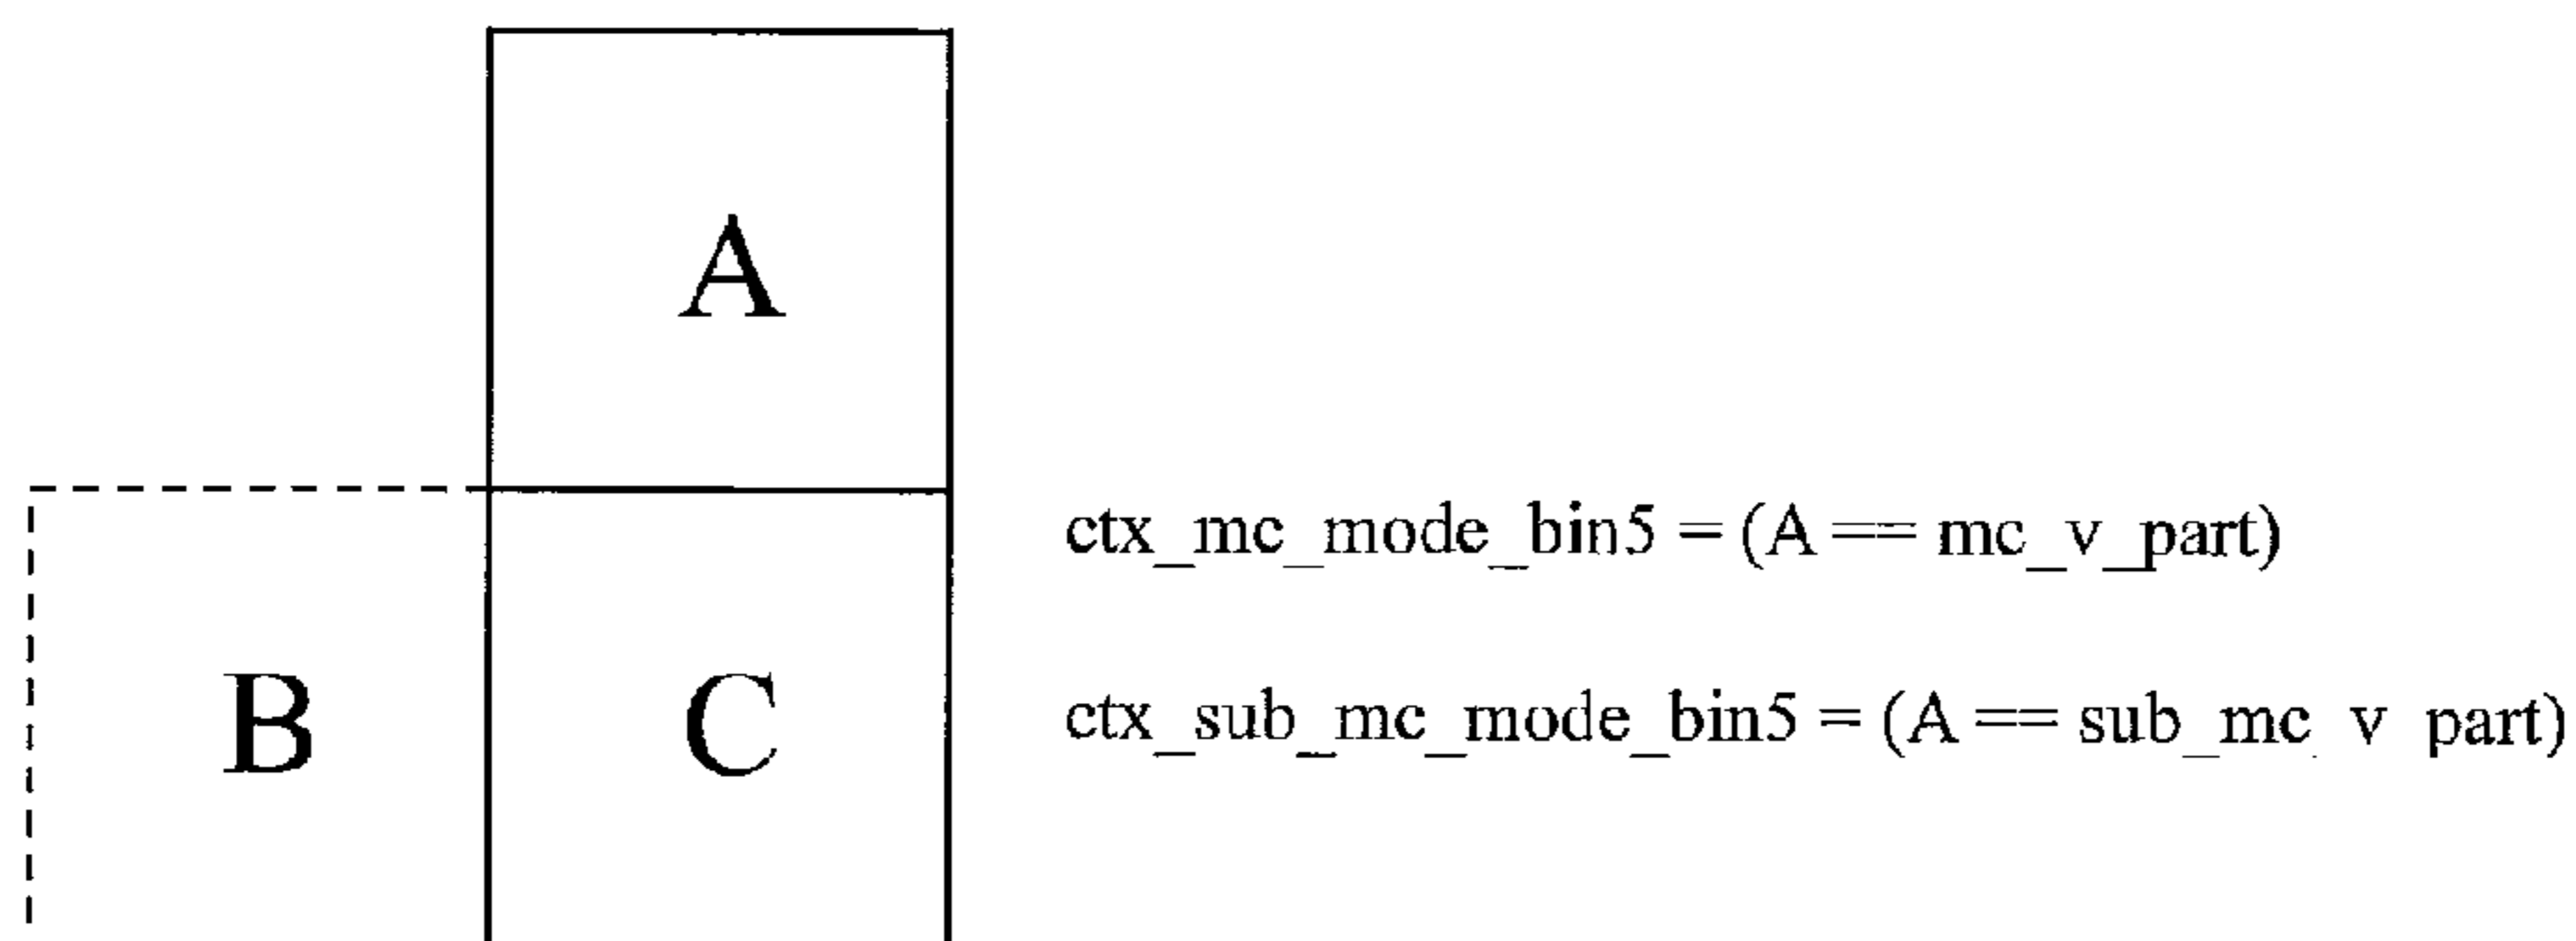 A
ctx_mc_mode_bin5 = (A == mc_v_part)
B
C
ctx_sub_mc_mode_bin5 = (A == sub_mc_v_part)